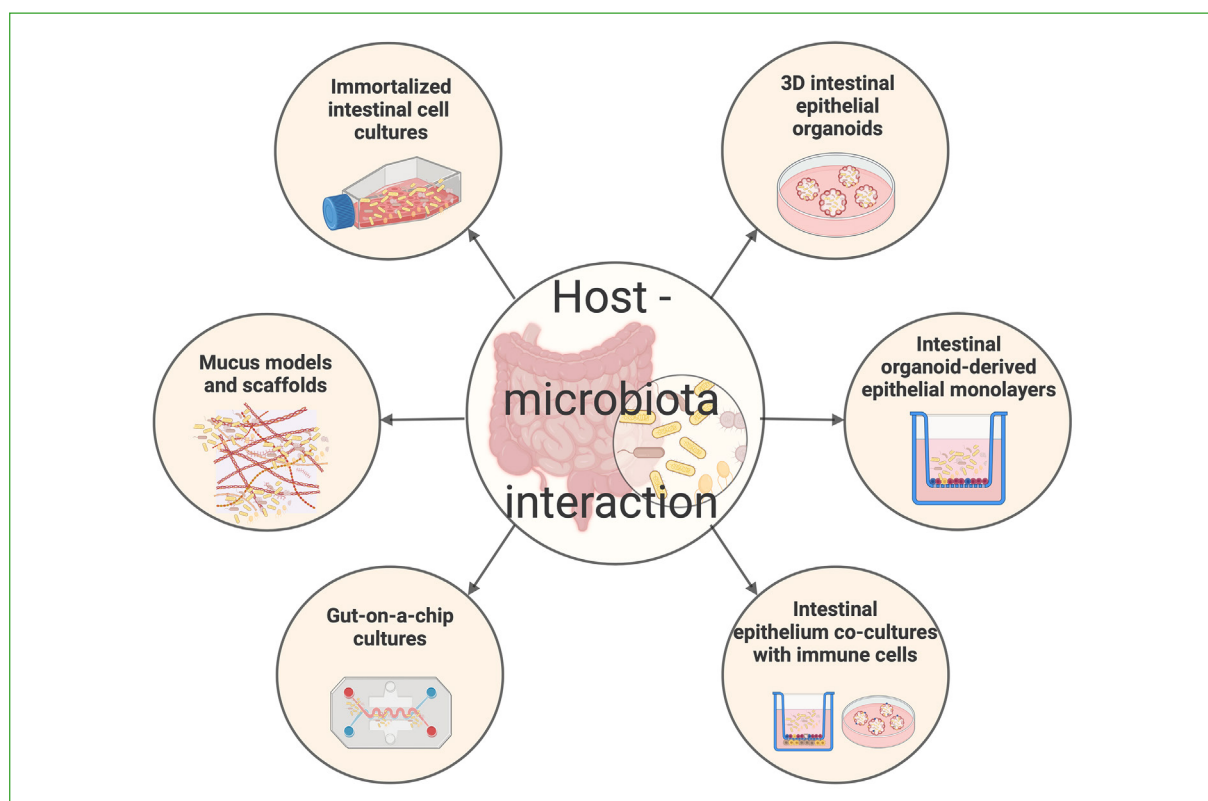 Immortalized
intestinal cell
cultures
3D intestinal
epithelial
organoids
Host -
microbiota
interaction
Mucus models
and scaffolds
Intestinal
organoid-derived
epithelial monolayers
Gut-on-a-chip
cultures
Intestinal
epithelium co-cultures
with immune cells